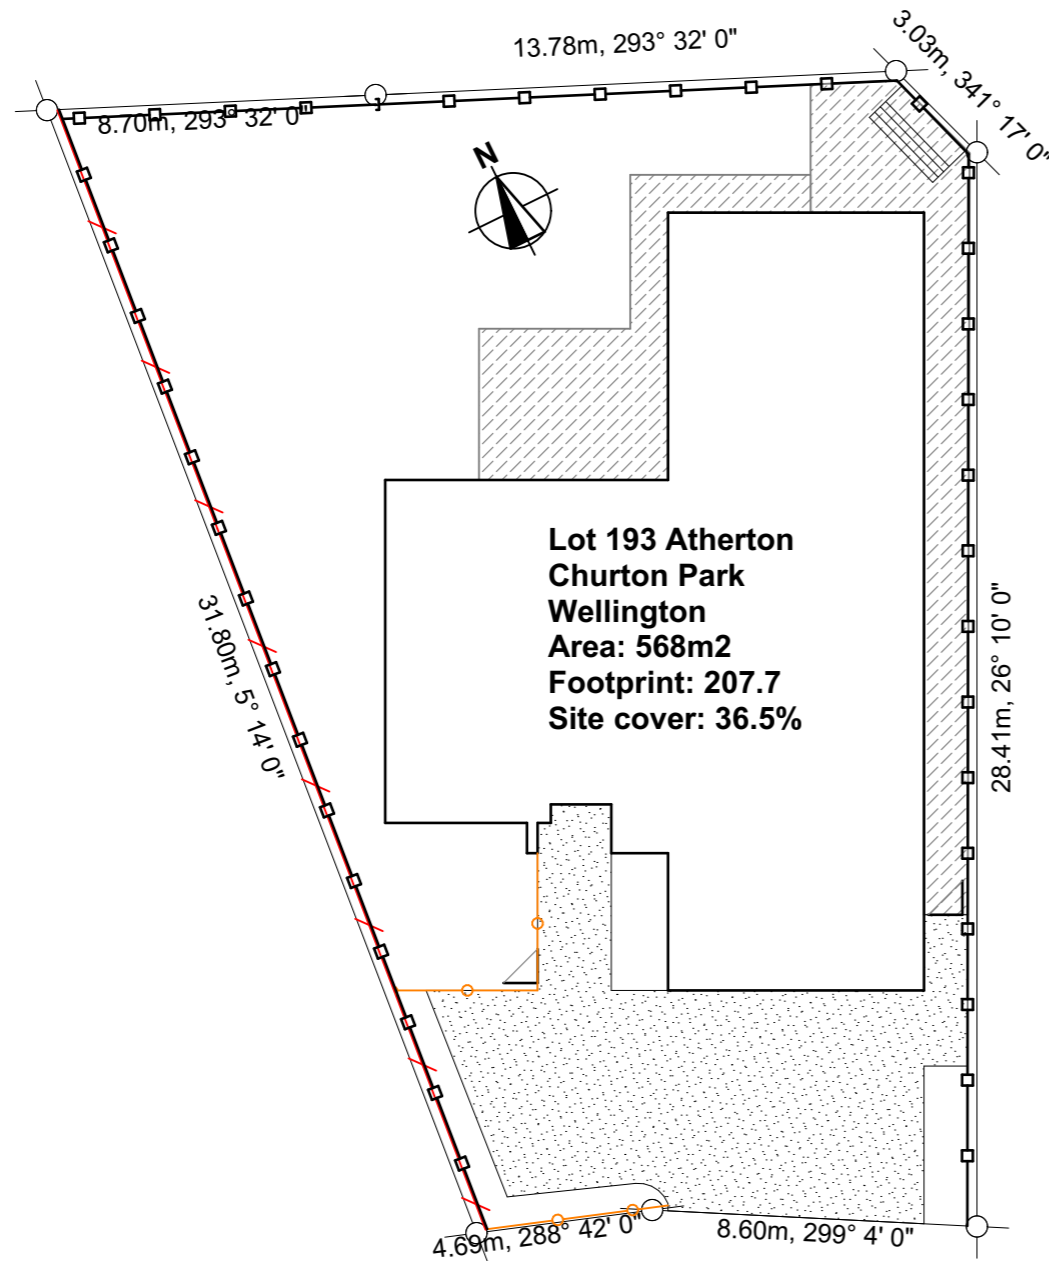 13.78m, 293° 32' 0"
3.03m, 341° 17' 0"
8.70m, 293° 32' 0"
N
Lot 193 Atherton
Churton Park
Wellington
Area: 568m2
Footprint: 207.7
Site cover: 36.5%
31.80m, 5° 14' 0"
28.41m, 26° 10' 0"
4.69m, 288° 42' 0"
8.60m, 299° 4' 0"